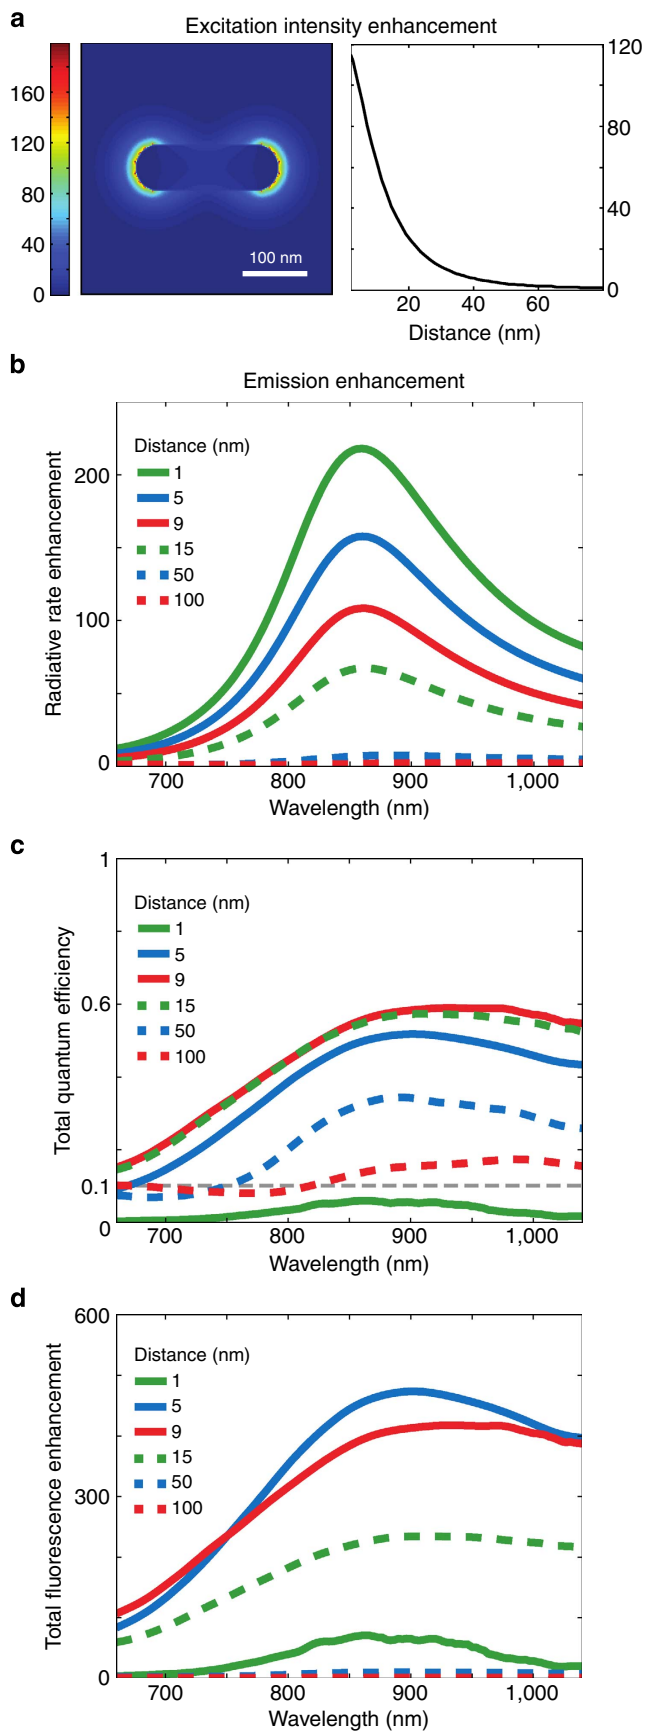 a
Excitation intensity enhancement
160
120
80
40
0
100 nm
120
80
40
0
20 40 60
Distance (nm)
b
Emission enhancement
Radiative rate enhancement
200
100
0
Distance (nm)
1
5
9
15
50
100
700 800 900 1,000
Wavelength (nm)
c
Total quantum efficiency
1
0.6
0.1
0
Distance (nm)
1
5
9
15
50
100
700 800 900 1,000
Wavelength (nm)
d
Total fluorescence enhancement
600
300
0
Distance (nm)
1
5
9
15
50
100
700 800 900 1,000
Wavelength (nm)